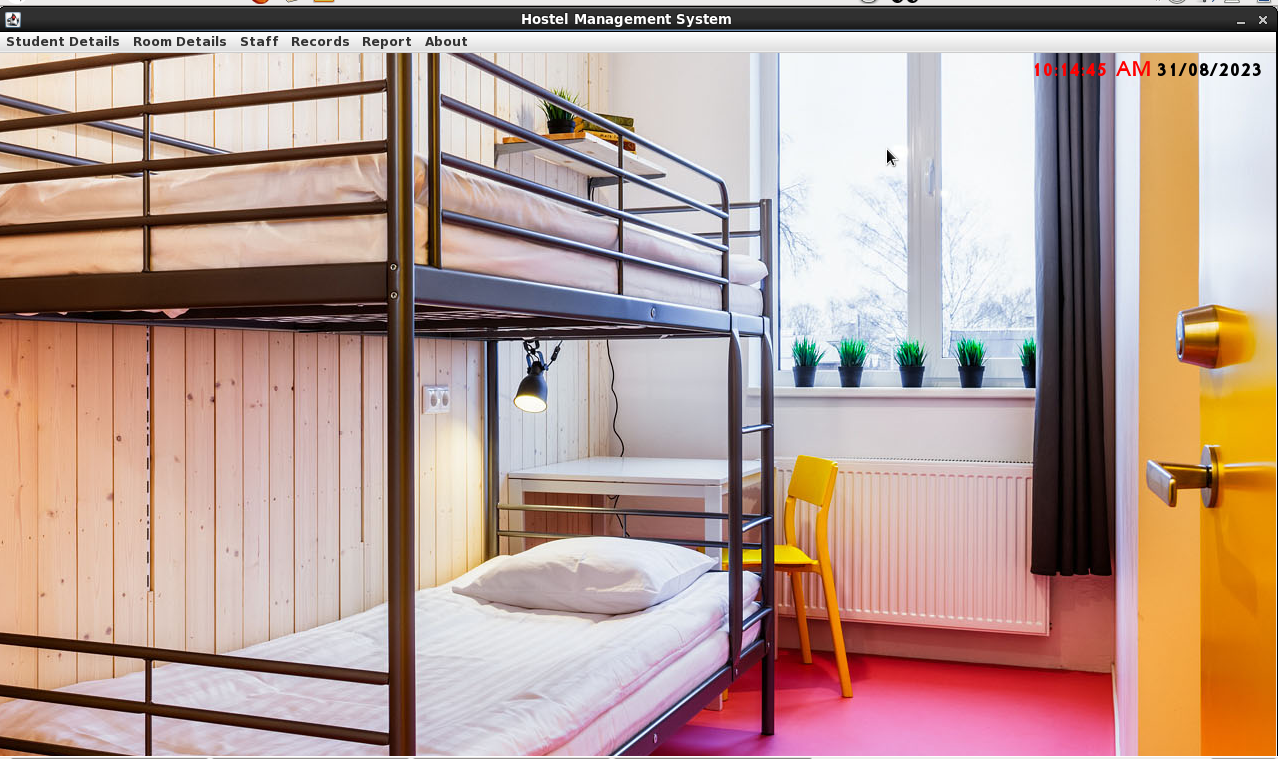 Hostel Management System
Student Details Room Details Staff Records Report About
10:14:45 AM 31/08/2023